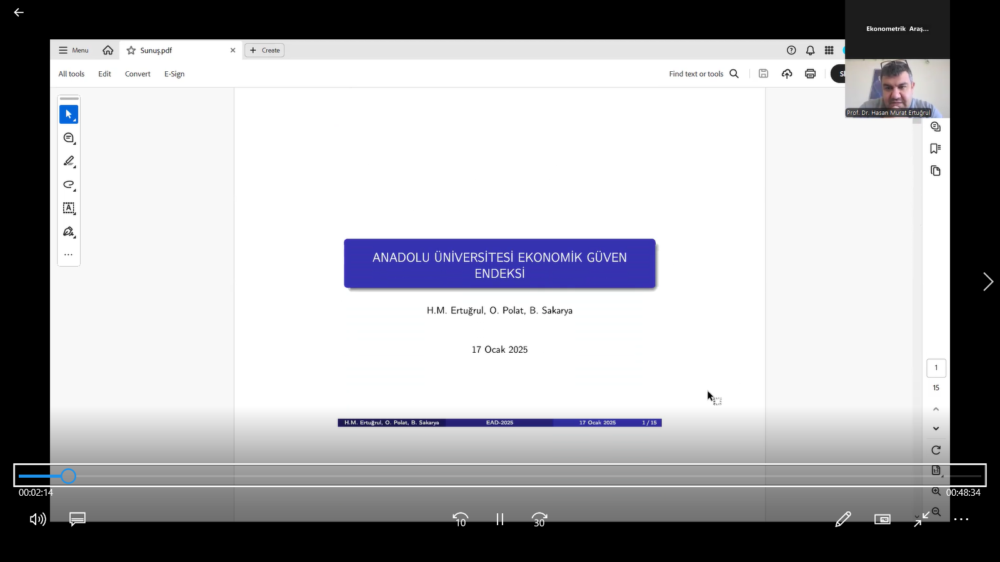 Ekonometrik Araş...
Menu
Sunuş.pdf
Create
All tools
Edit
Convert
E-Sign
Find text or tools
Prof. Dr. Hasan Murat Ertuğrul
ANADOLU ÜNİVERSİTESİ EKONOMİK GÜVEN
ENDEKSİ
H.M. Ertuğrul, O. Polat, B. Sakarya
17 Ocak 2025
1
15
H.M. Ertuğrul, O. Polat, B. Sakarya EAD-2025 17 Ocak 2025 1 / 15
00:02:14
00:48:34
10
30